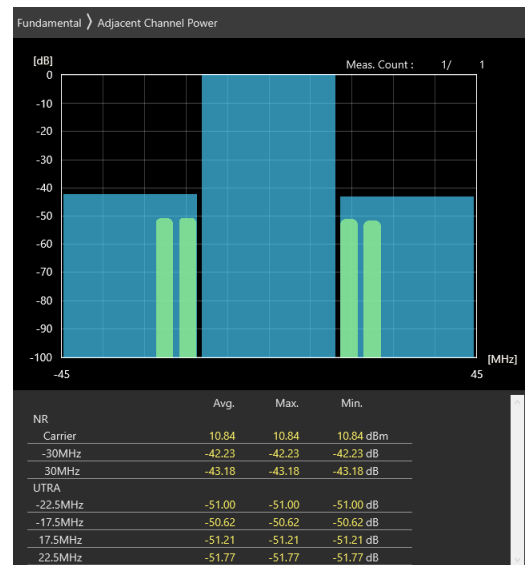 Fundamental 〉 Adjacent Channel Power
[dB]
Meas. Count : 1/ 1
0
-10
-20
-30
-40
-50
-60
-70
-80
-90
-100
[MHz]
-45 45
Avg. Max. Min.
NR
Carrier 10.84 10.84 10.84 dBm
-30MHz -42.23 -42.23 -42.23 dB
30MHz -43.18 -43.18 -43.18 dB
UTRA
-22.5MHz -51.00 -51.00 -51.00 dB
-17.5MHz -50.62 -50.62 -50.62 dB
17.5MHz -51.21 -51.21 -51.21 dB
22.5MHz -51.77 -51.77 -51.77 dB